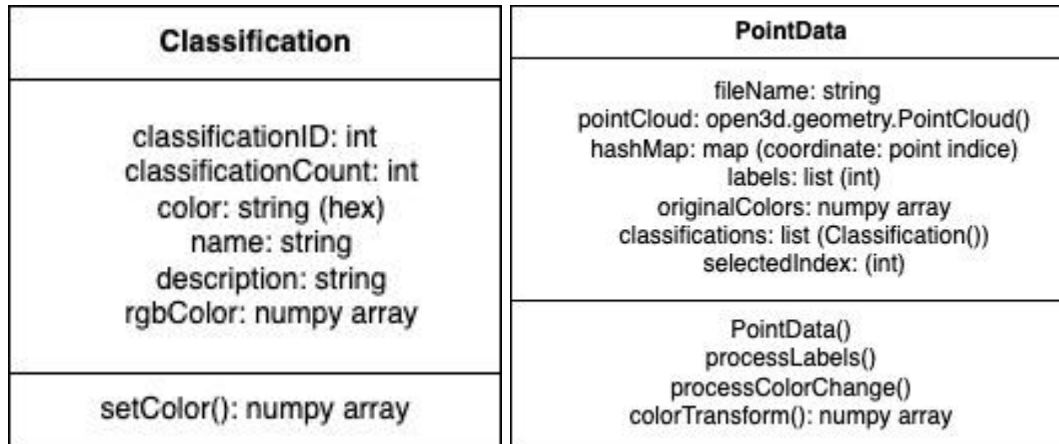 Classification
classificationID: int
classificationCount: int
color: string (hex)
name: string
description: string
rgbColor: numpy array
setColor(): numpy array
PointData
fileName: string
pointCloud: open3d.geometry.PointCloud()
hashMap: map (coordinate: point indice)
labels: list (int)
originalColors: numpy array
classifications: list (Classification())
selectedIndex: (int)
PointData()
processLabels()
processColorChange()
colorTransform(): numpy array